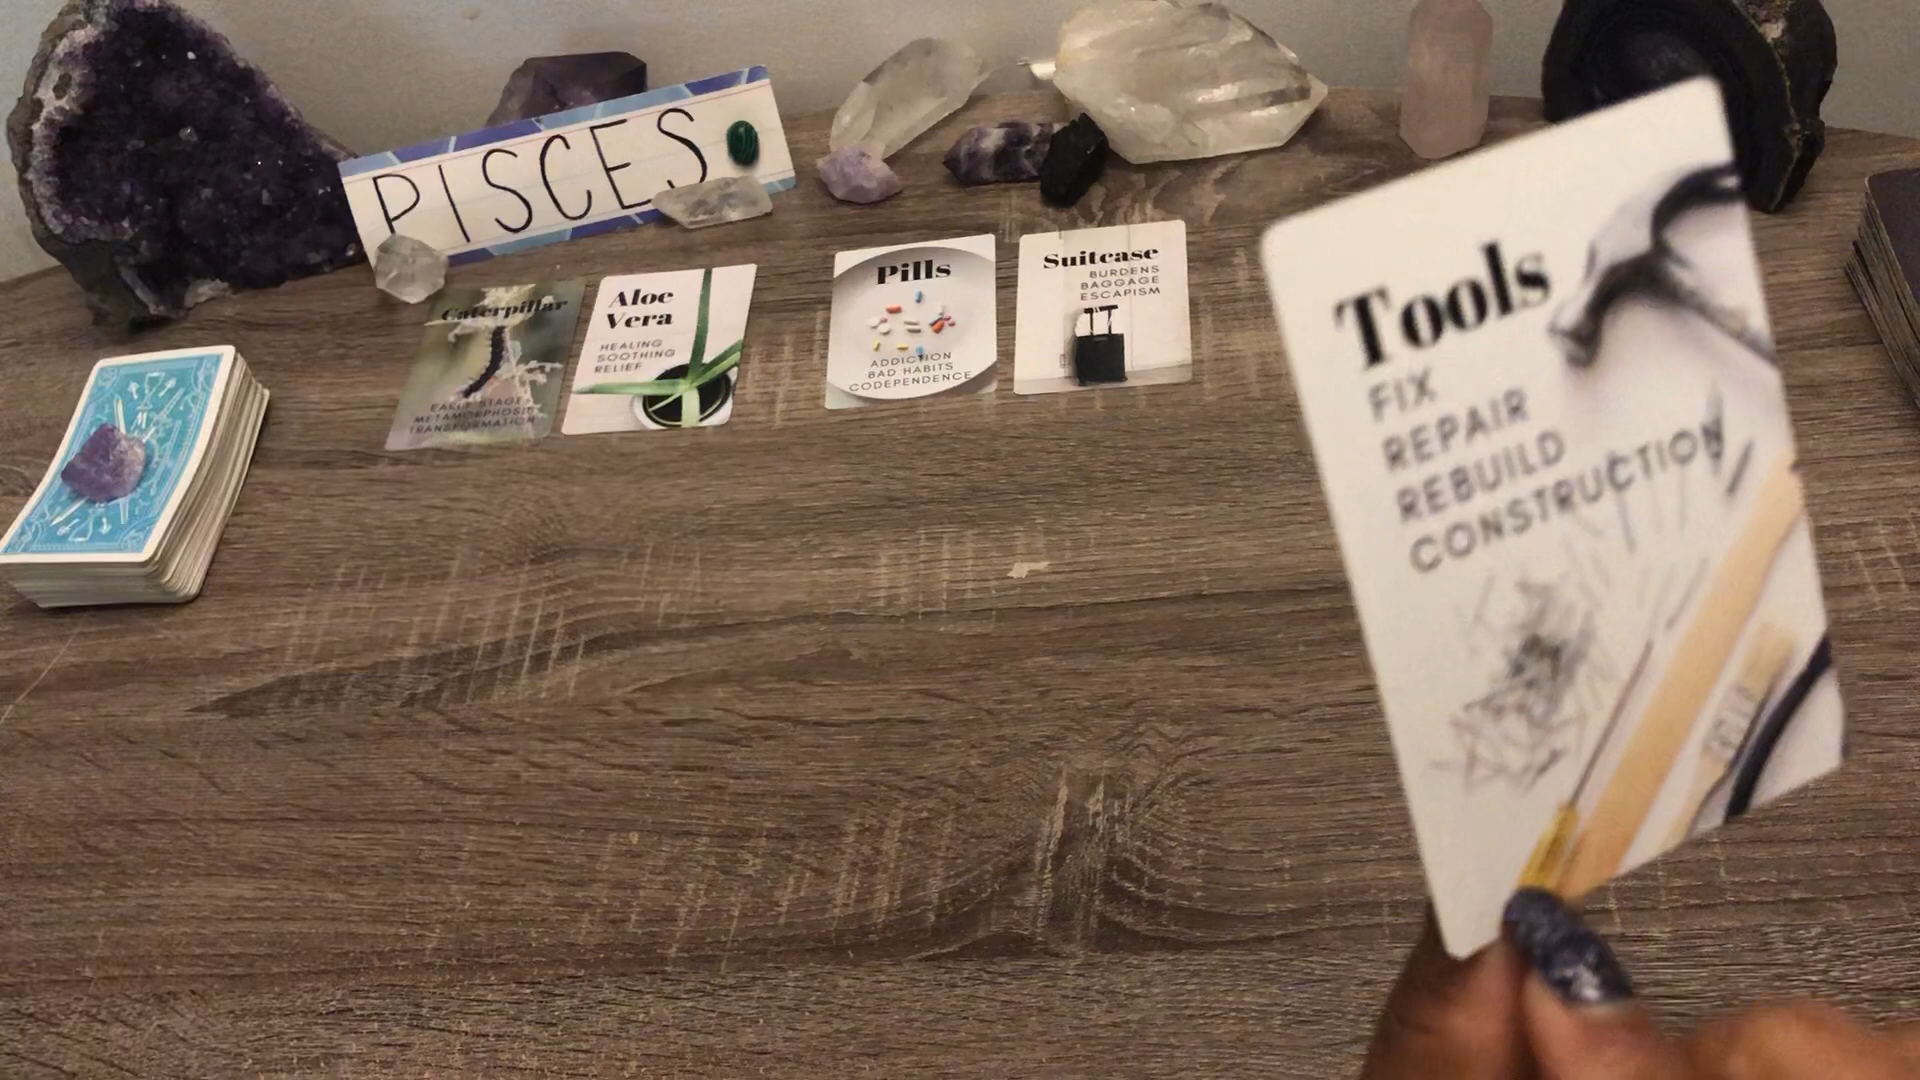 PISCES
Caterpillar
EARLY STAGES
METAMORPHOSIS
TRANSFORMATION
Aloe
Vera
HEALING
SOOTHING
RELIEF
Pills
ADDICTION
BAD HABITS
CODEPENDENCE
Suitcase
BURDENS
BAGGAGE
ESCAPISM
Tools
FIX
REPAIR
REBUILD
CONSTRUCTION